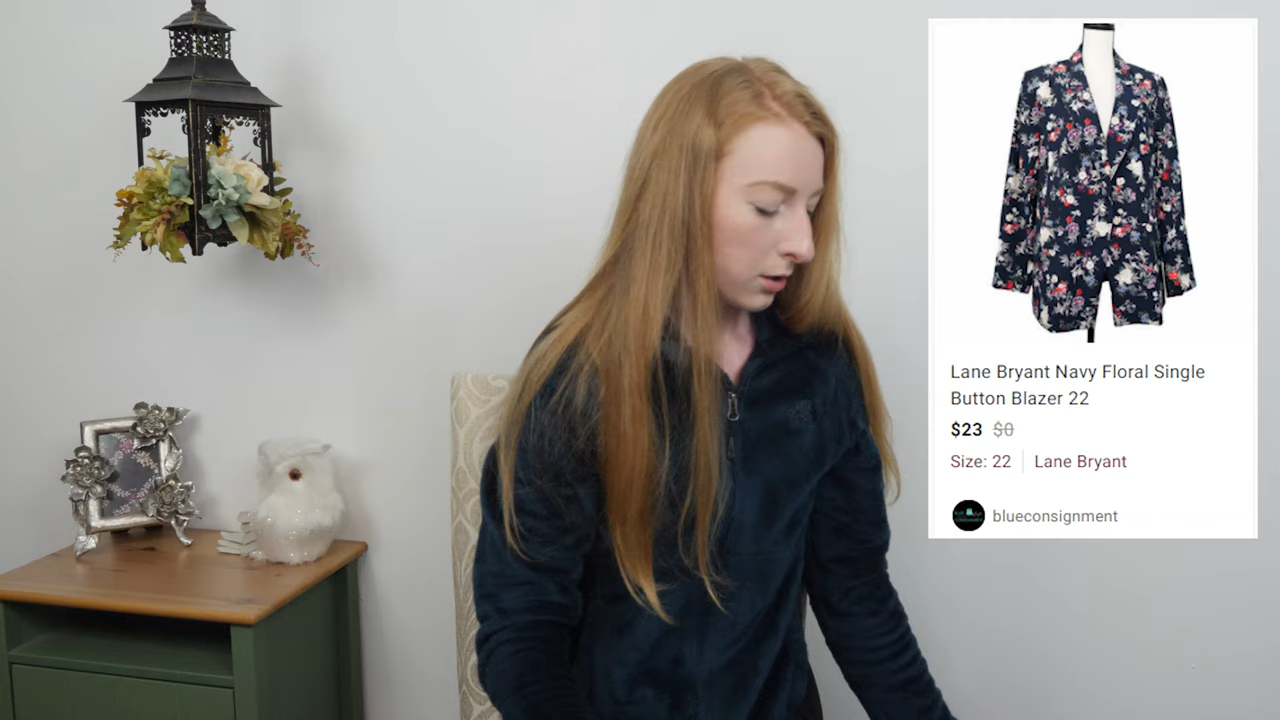 Lane Bryant Navy Floral Single
Button Blazer 22
$23 $0
Size: 22 Lane Bryant
blueconsignment